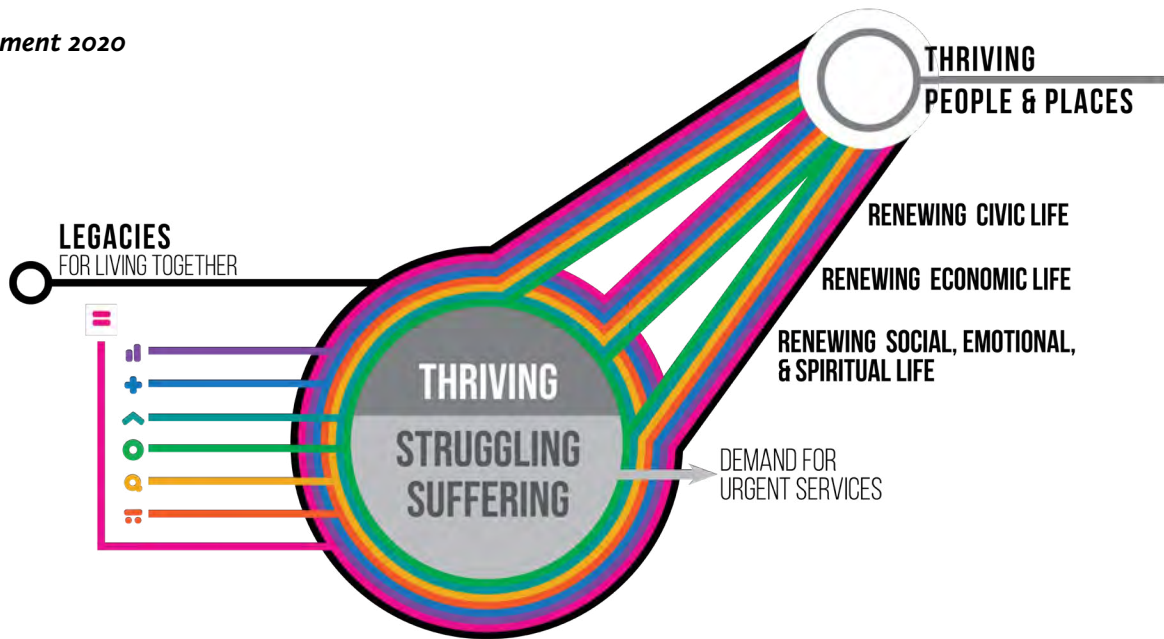 ment 2020
THRIVING
PEOPLE & PLACES
RENEWING CIVIC LIFE
LEGACIES
FOR LIVING TOGETHER
RENEWING ECONOMIC LIFE
RENEWING SOCIAL, EMOTIONAL,
& SPIRITUAL LIFE
THRIVING
STRUGGLING
SUFFERING
DEMAND FOR
URGENT SERVICES